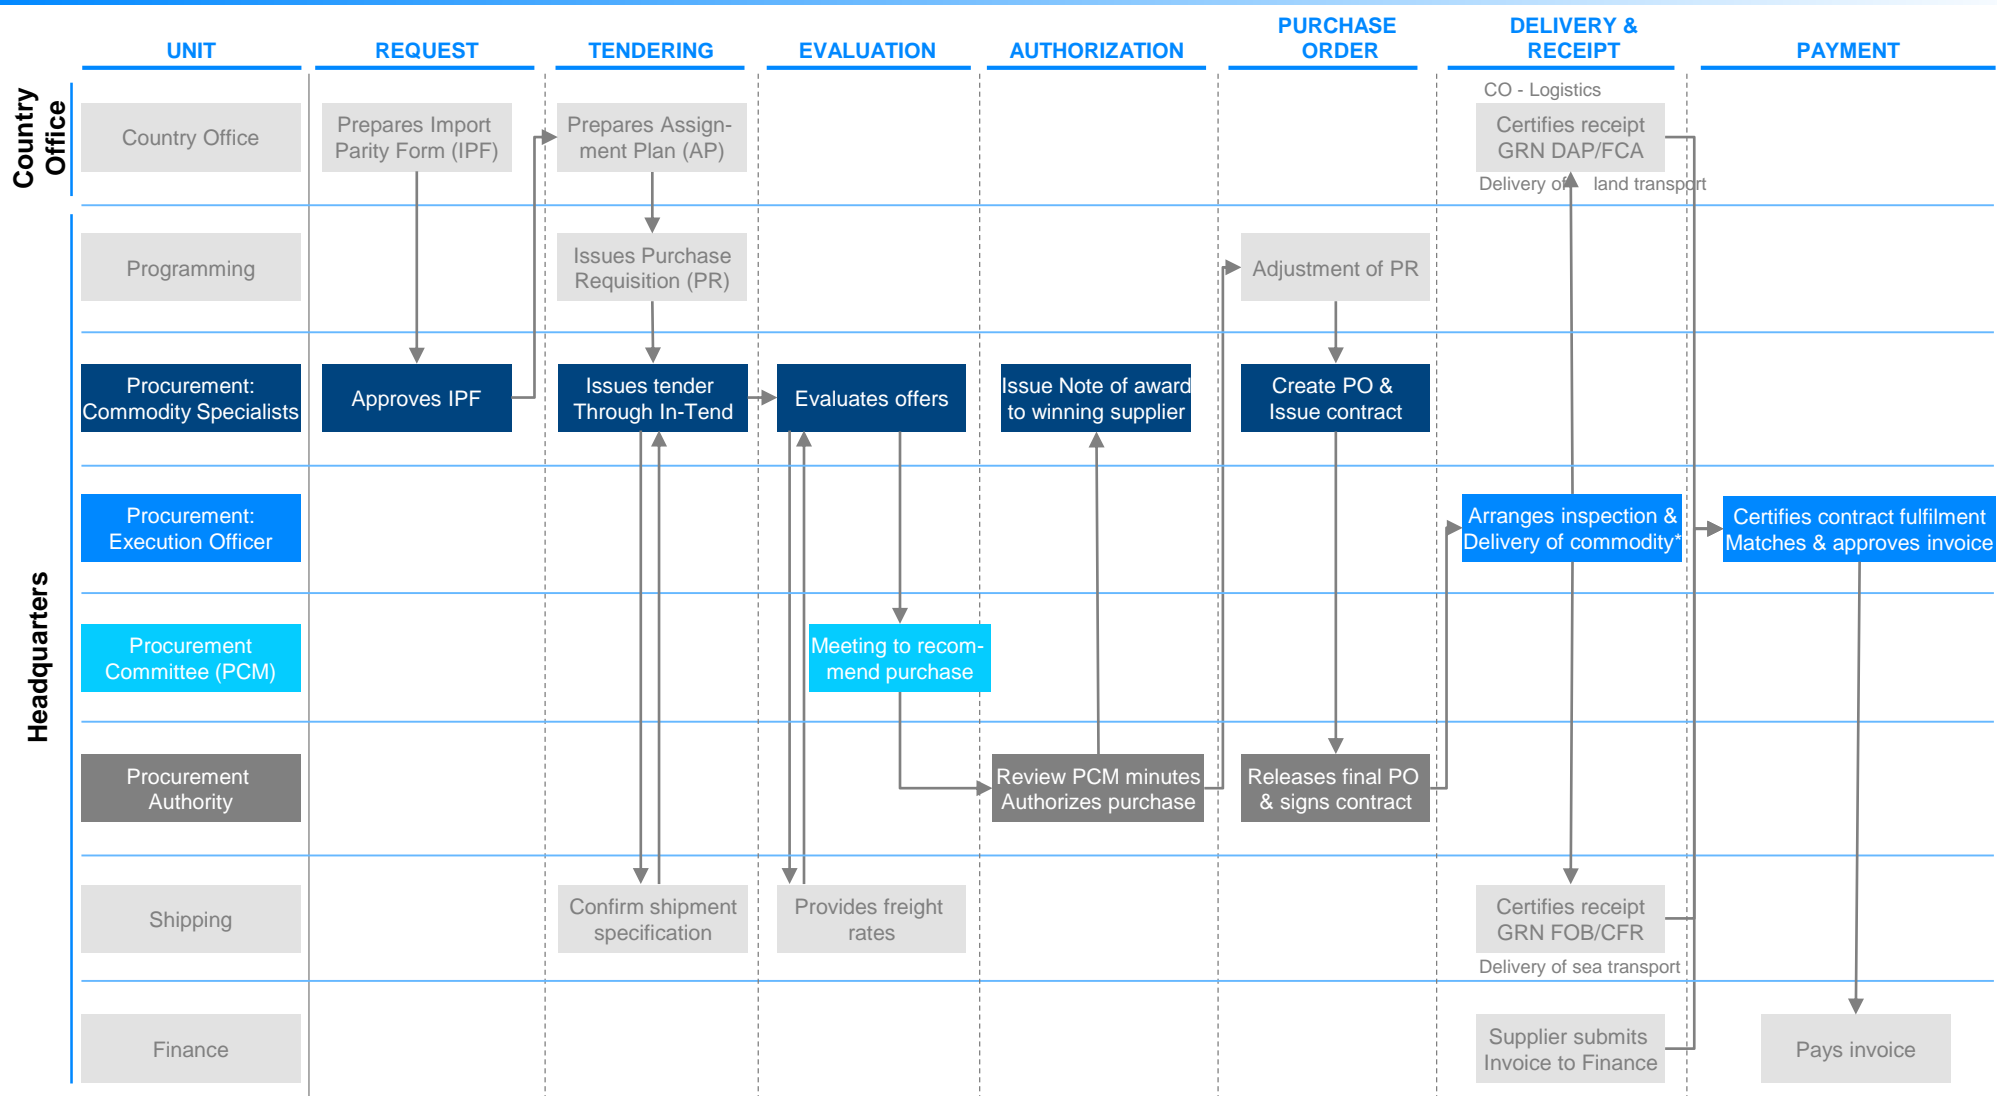 UNIT
REQUEST
TENDERING
EVALUATION
AUTHORIZATION
PURCHASE
ORDER
DELIVERY &
RECEIPT
PAYMENT
Country
Office
Country Office
Prepares Import
Parity Form (IPF)
Prepares Assign-
ment Plan (AP)
CO - Logistics
Certifies receipt
GRN DAP/FCA
Delivery of land transport
Headquarters
Programming
Issues Purchase
Requisition (PR)
Adjustment of PR
Procurement:
Commodity Specialists
Approves IPF
Issues tender
Through In-Tend
Evaluates offers
Issue Note of award
to winning supplier
Create PO &
Issue contract
Procurement:
Execution Officer
Arranges inspection &
Delivery of commodity*
Certifies contract fulfilment
Matches & approves invoice
Procurement
Committee (PCM)
Meeting to recom-
mend purchase
Procurement
Authority
Review PCM minutes
Authorizes purchase
Releases final PO
& signs contract
Shipping
Confirm shipment
specification
Provides freight
rates
Certifies receipt
GRN FOB/CFR
Delivery of sea transport
Finance
Supplier submits
Invoice to Finance
Pays invoice